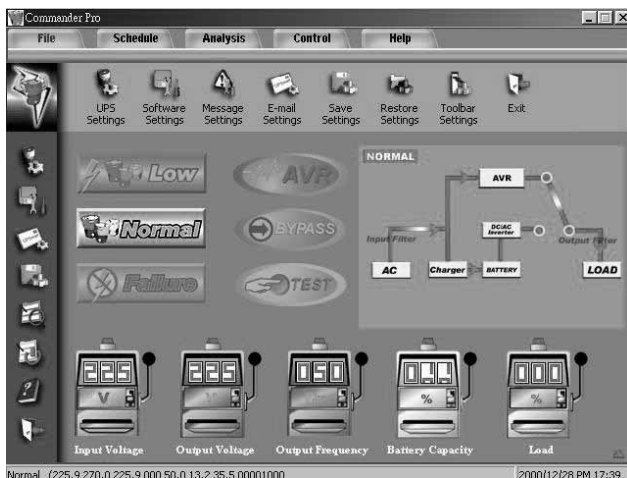 Commander Pro
File Schedule Analysis Control Help
UPS Settings
Software Settings
Message Settings
E-mail Settings
Save Settings
Restore Settings
Toolbar Settings
Exit
Low
AVR
Normal
BYPASS
Failure
TEST
NORMAL
AVR
Input Filter
DC/AC Inverter
Output Filter
AC
Charger
BATTERY
LOAD
225 225 050 000
V V % %
Input Voltage Output Voltage Output Frequency Battery Capacity Load
Normal (225.9 270.0 225.9 000 50.0 13.2 35.5 00001000
2000/12/28 PM 17:39